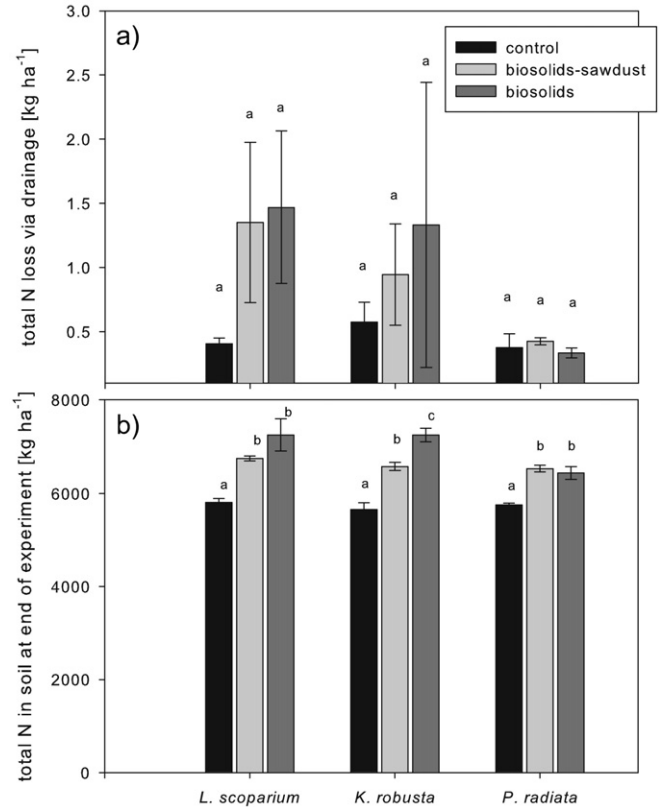 a)
control
biosolids-sawdust
biosolids
total N loss via drainage [kg ha⁻¹]
3.0
2.5
2.0
1.5
1.0
0.5
a
a
a
a
a
a
a
a
a
b)
total N in soil at end of experiment [kg ha⁻¹]
8000
6000
4000
2000
0
a
b
b
a
b
c
a
b
b
L. scoparium
K. robusta
P. radiata